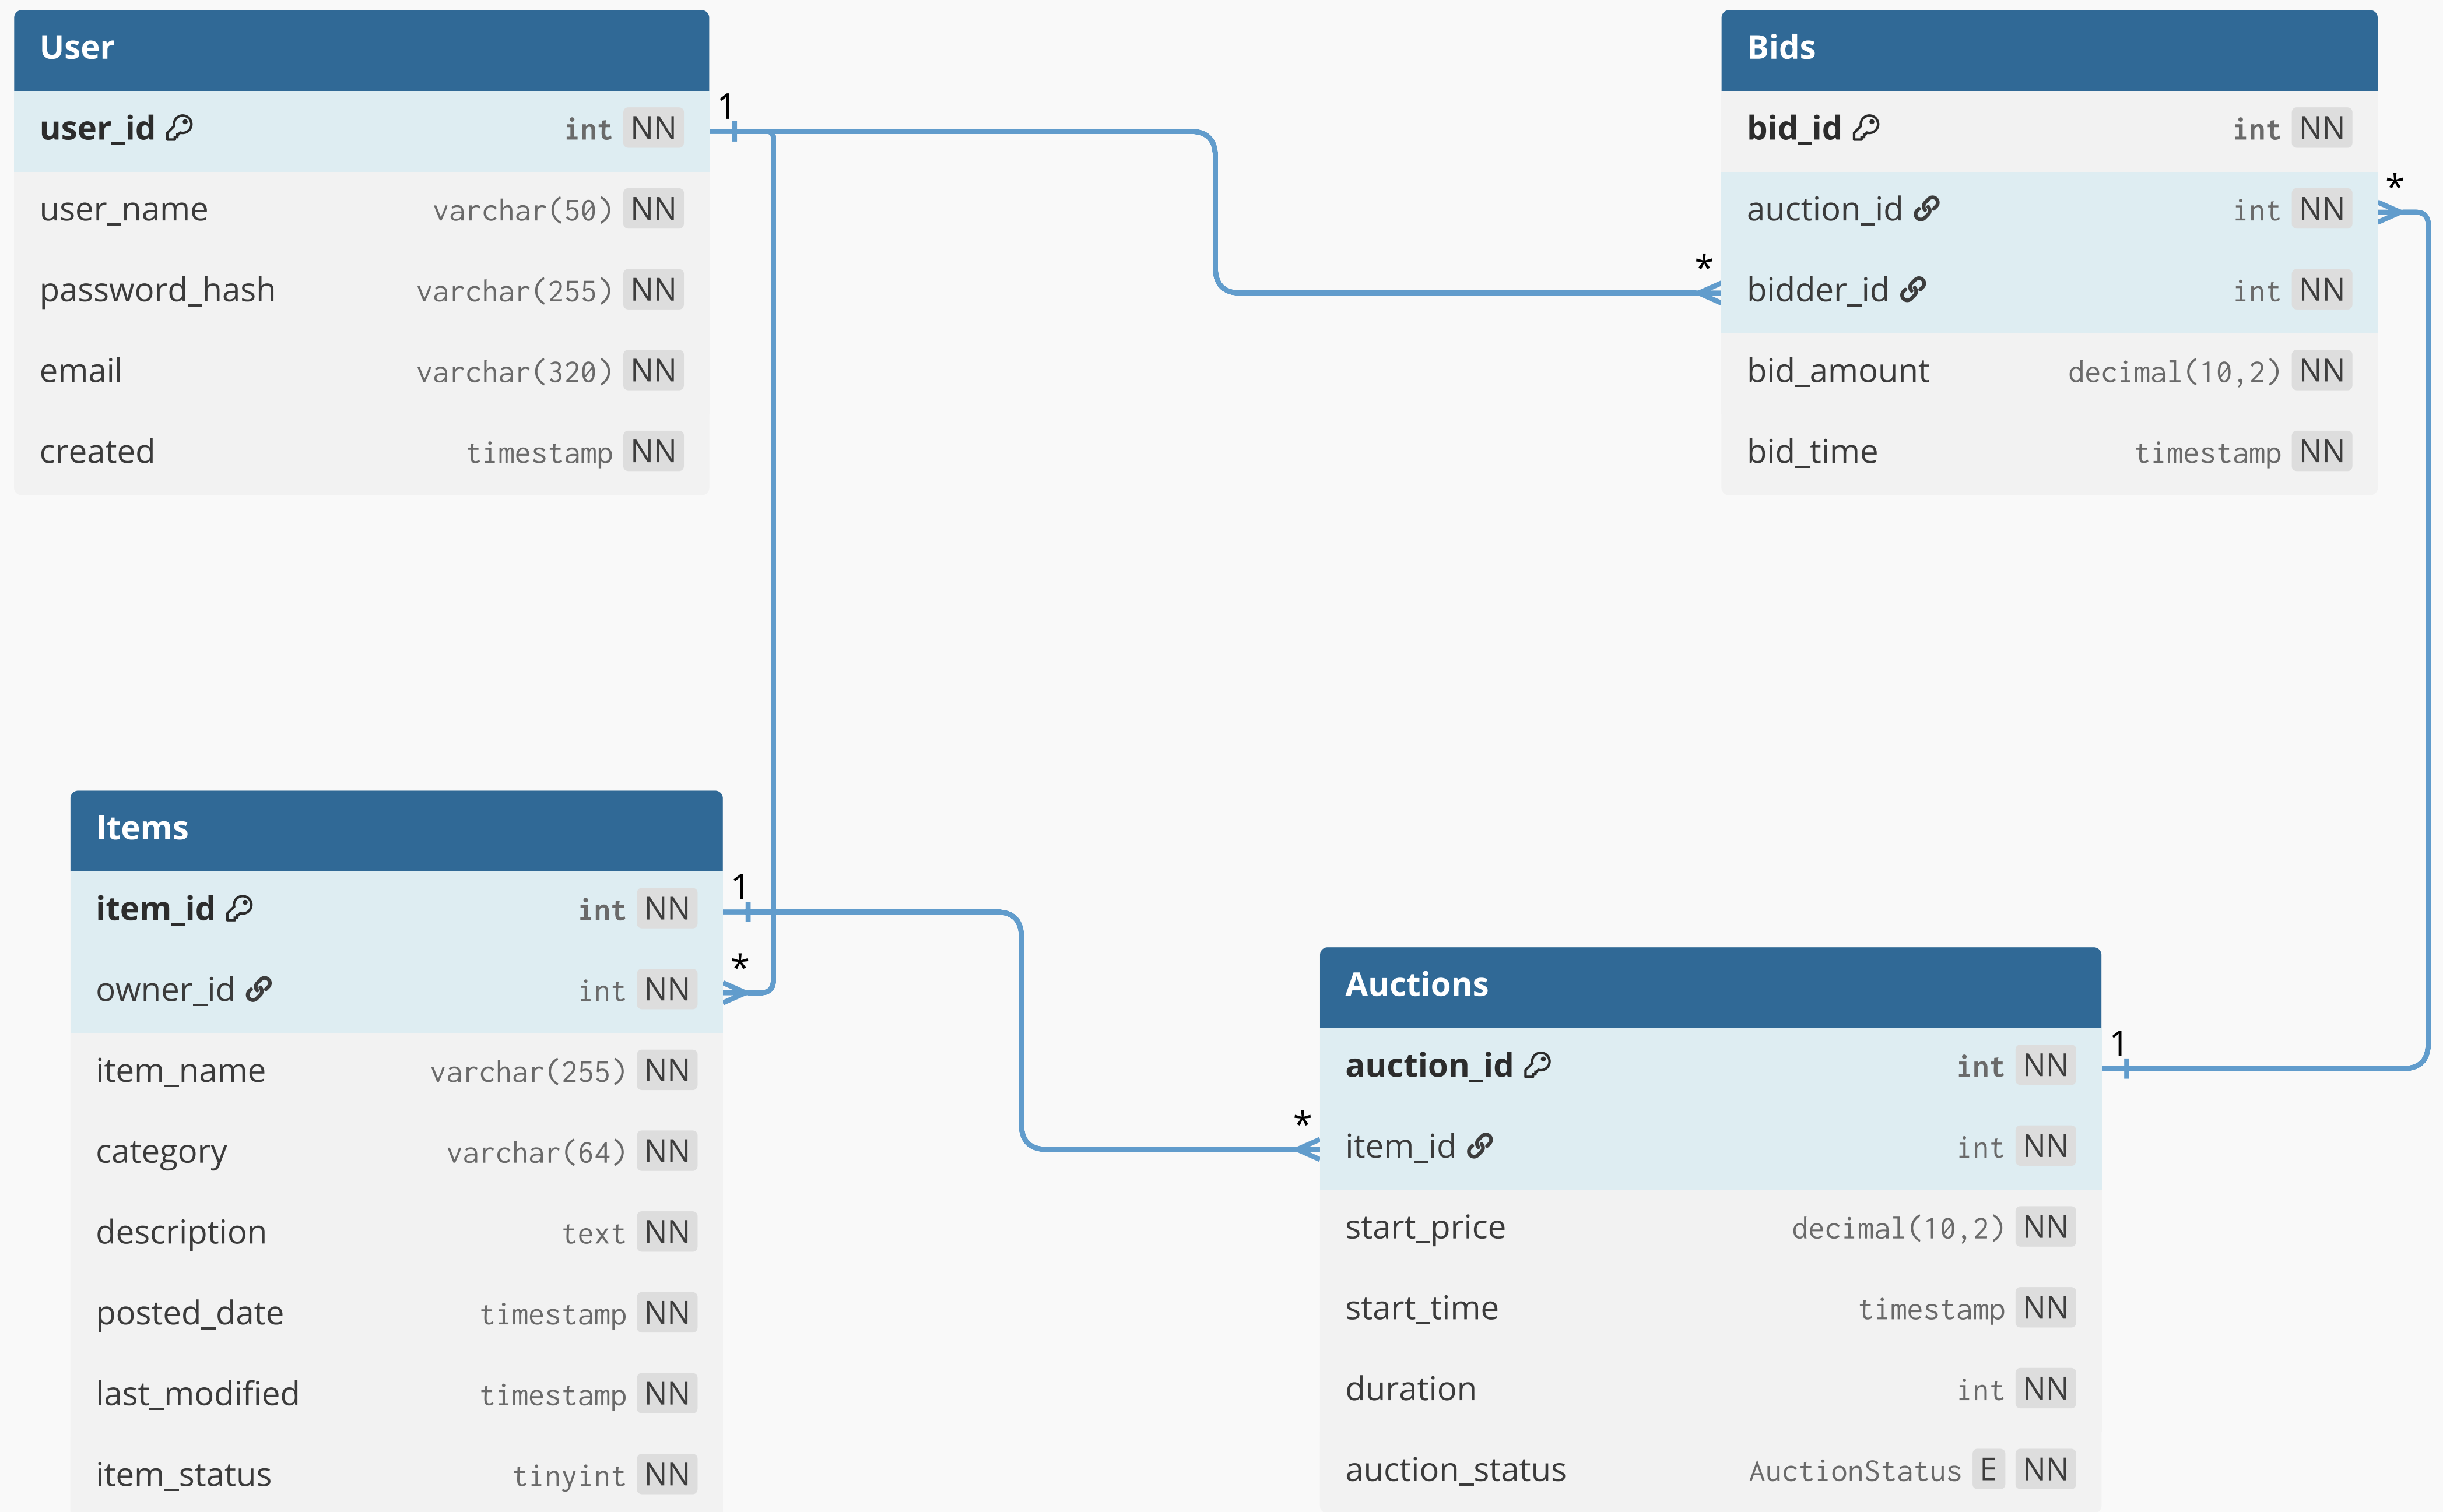 User
user_id int NN
user_name varchar(50) NN
password_hash varchar(255) NN
email varchar(320) NN
created timestamp NN
1
Bids
bid_id int NN
auction_id int NN
bidder_id int NN
bid_amount decimal(10,2) NN
bid_time timestamp NN
*
*
Items
item_id int NN
owner_id int NN
item_name varchar(255) NN
category varchar(64) NN
description text NN
posted_date timestamp NN
last_modified timestamp NN
item_status tinyint NN
1
*
Auctions
auction_id int NN
item_id int NN
start_price decimal(10,2) NN
start_time timestamp NN
duration int NN
auction_status AuctionStatus E NN
1
*